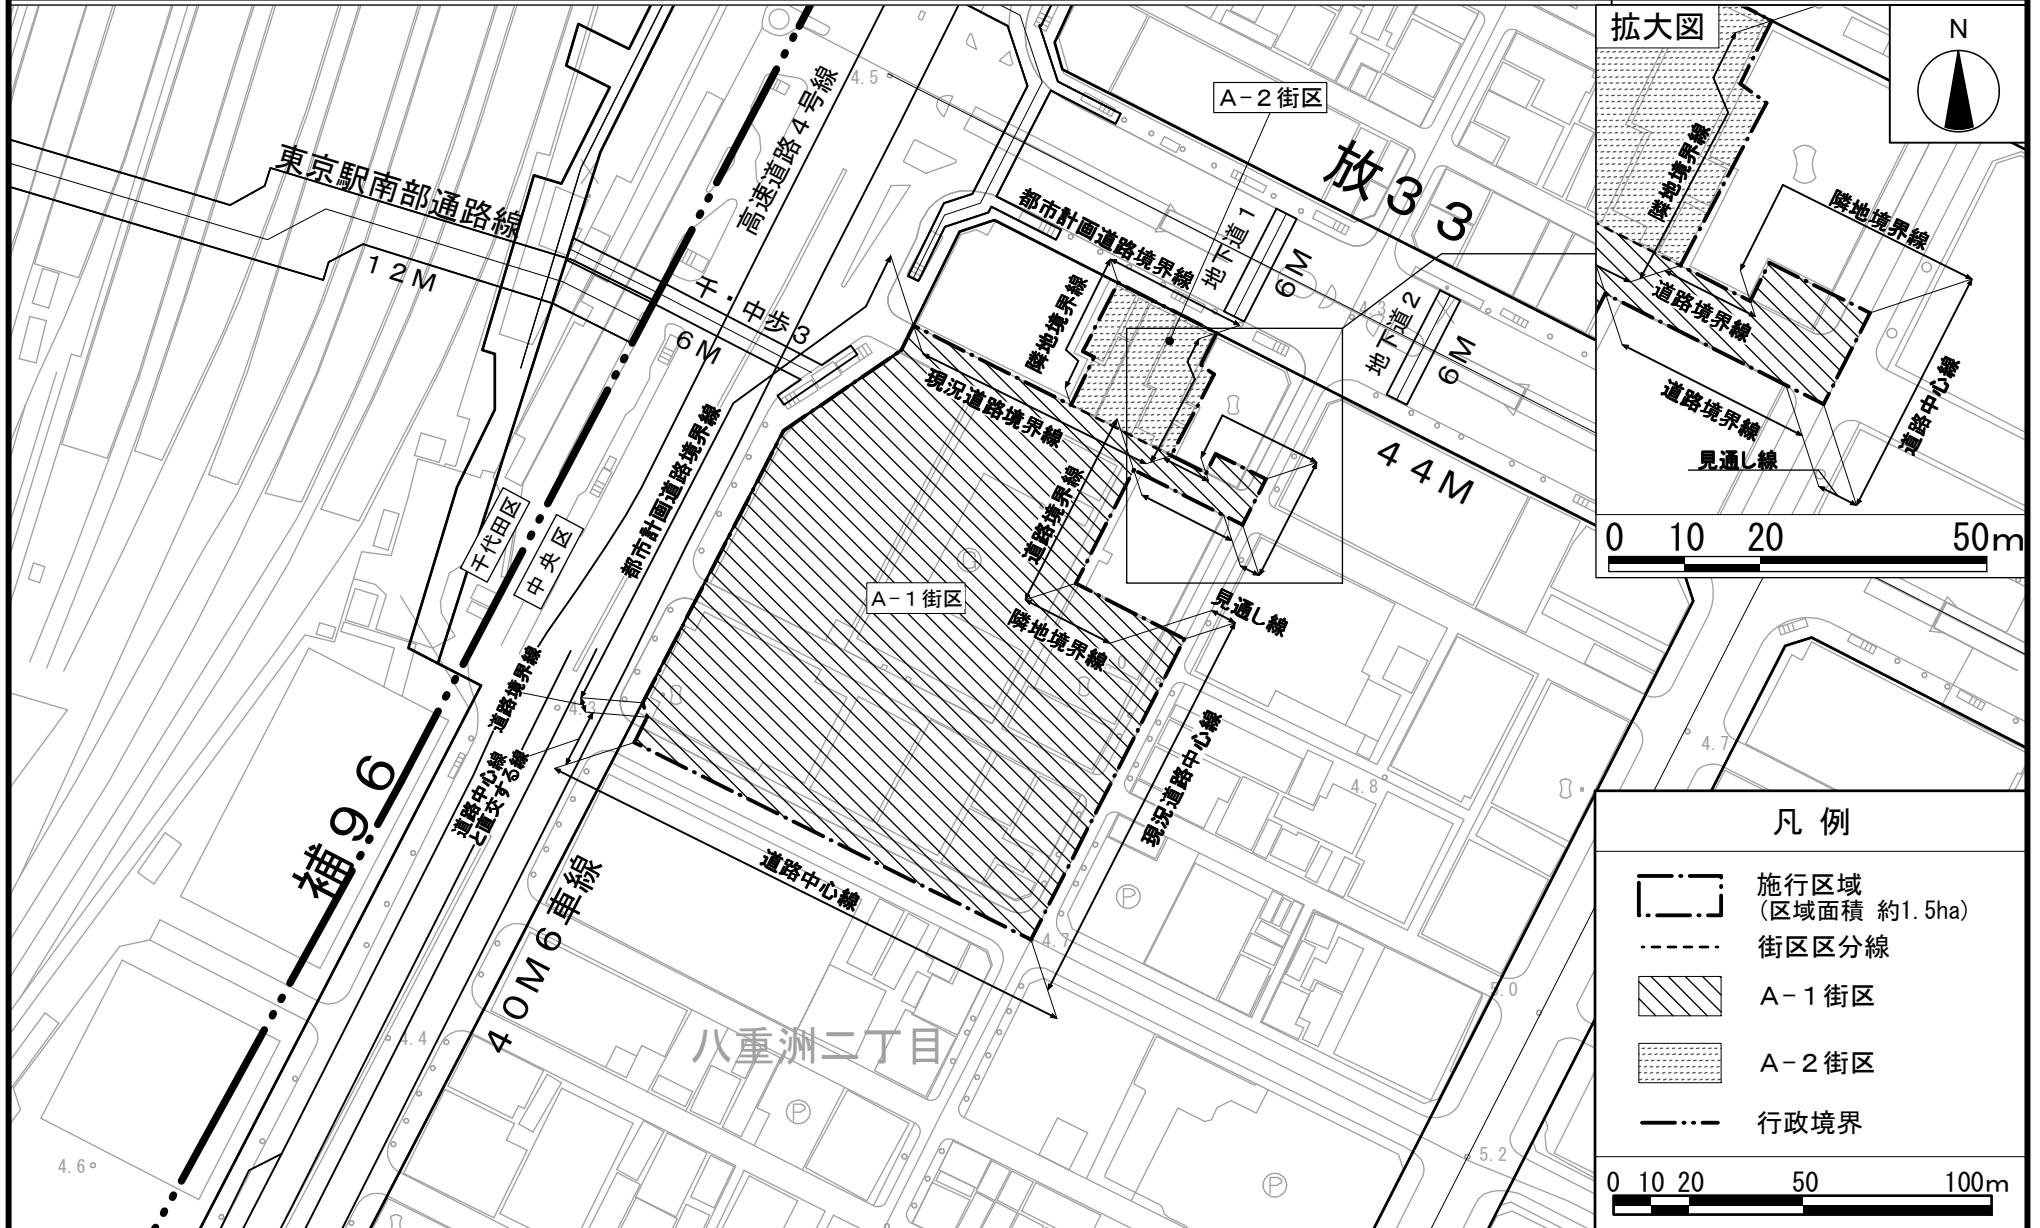 拡大図
N
4.5
高速道路４号線
A-２街区
放３３
東京駅南部通路線
１２M
千・中歩３
６M
都市計画道路境界線
地下道１
６M
4.3
地下道２
６M
４４M
隣地境界線
現況道路境界線
道路境界線
隣地境界線
見通し線
A-１街区
都市計画道路境界線
千代田区
中央区
道路境界線
4.3
道路中心線
と直交する線
補９６
４０M６車線
道路中心線
現況道路中心線
4.7
4.8
4.7
5.0
5.2
4.4
4.6
八重洲二丁目
P
P
P
隣地境界線
隣地境界線
道路境界線
道路境界線
道路中心線
見通し線
0 10 20 50m
凡 例
施行区域
(区域面積 約1.5ha)
街区区分線
A-１街区
A-２街区
行政境界
0 10 20 50 100m